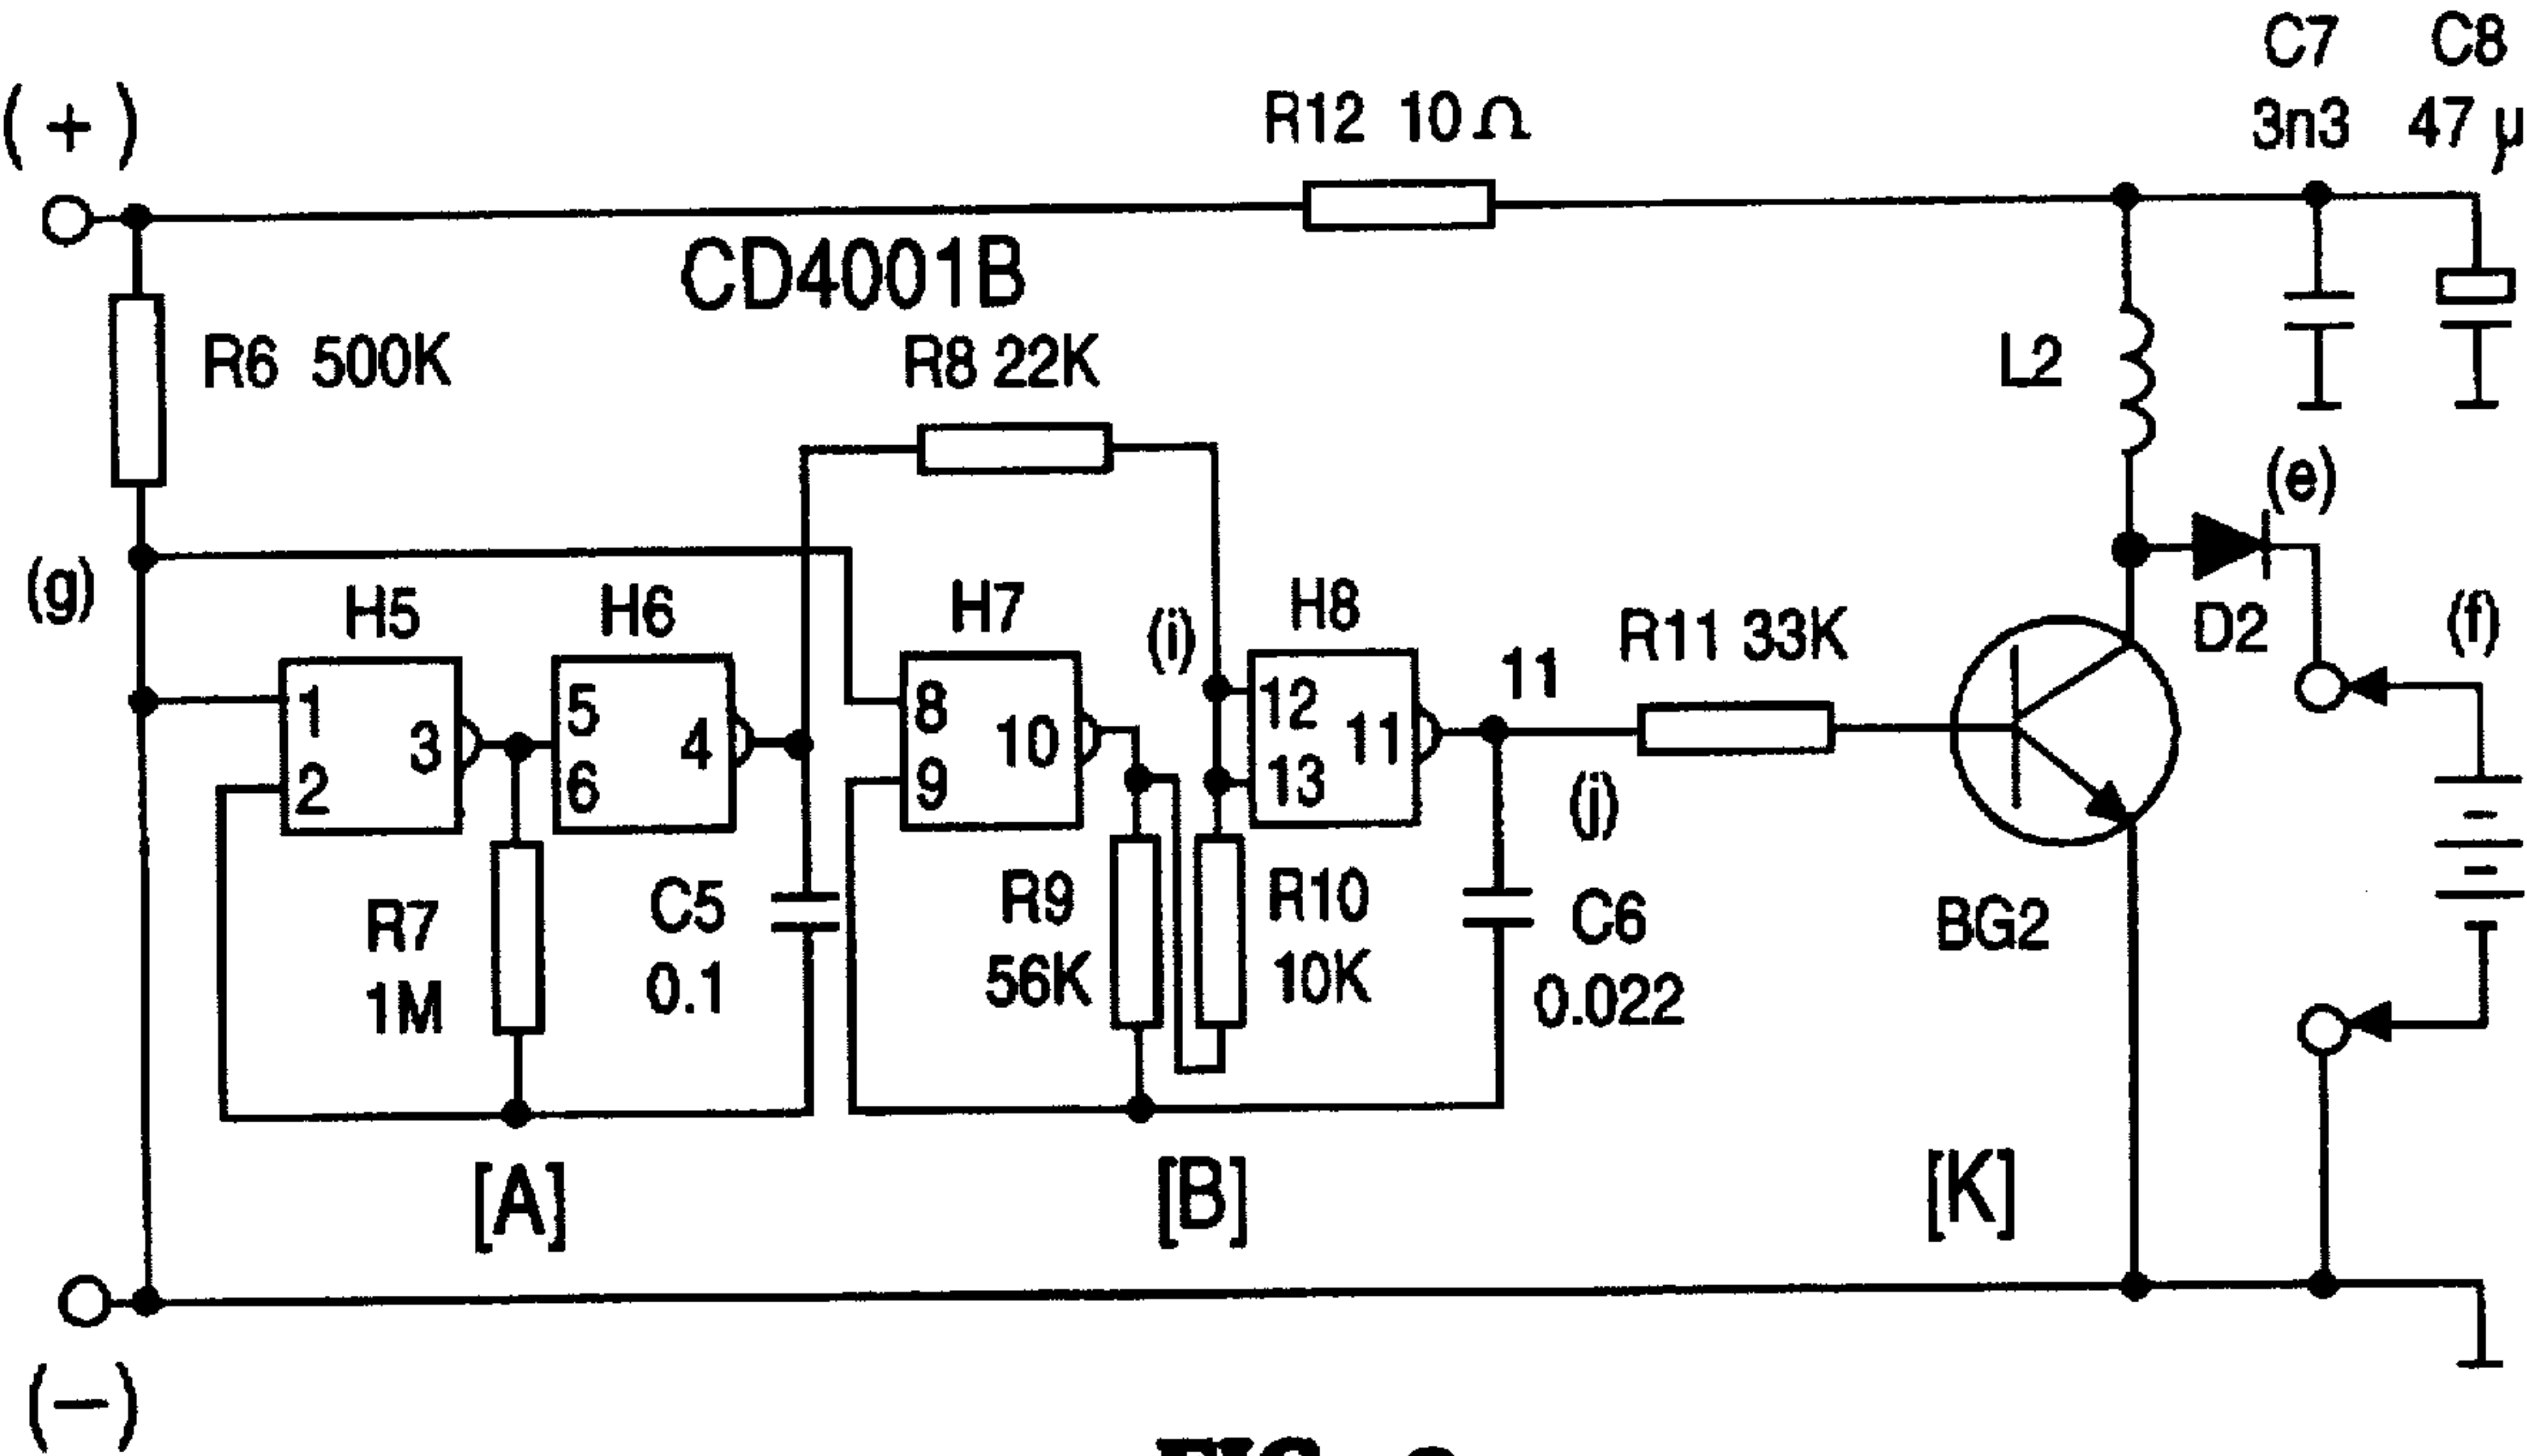 C7 C8
(+) R12 10 Ω 3n3 47 μ
CD4001B
R6 500K R8 22K L2
(e)
(g) H5 H6 H7 (i) H8 R11 33K D2 (f)
1 5 8 12 11
3 4 10 11
2 6 9 13 (j)
R7 C5 R9 R10 C6 BG2
1M 0.1 56K 10K 0.022
[A] [B] [K]
(−)